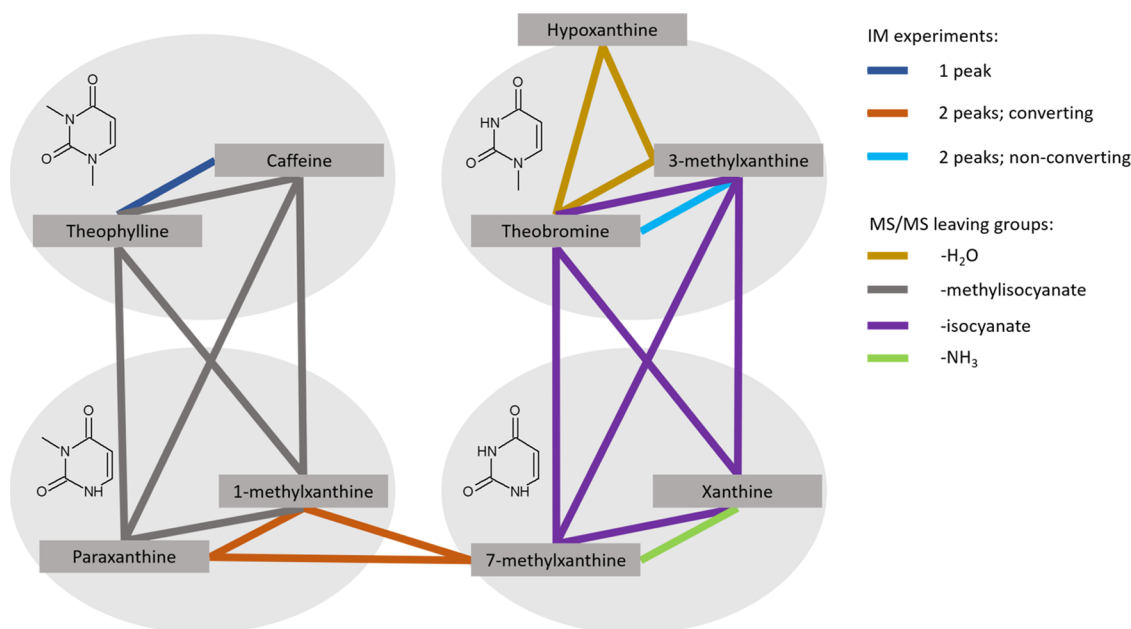 Hypoxanthine
IM experiments:
1 peak
2 peaks; converting
2 peaks; non-converting
MS/MS leaving groups:
-H2O
-methylisocyanate
-isocyanate
-NH3
O
N
O
N
Caffeine
Theophylline
O
HN
O
N
3-methylxanthine
Theobromine
O
N
O
NH
1-methylxanthine
Paraxanthine
O
HN
O
NH
Xanthine
7-methylxanthine